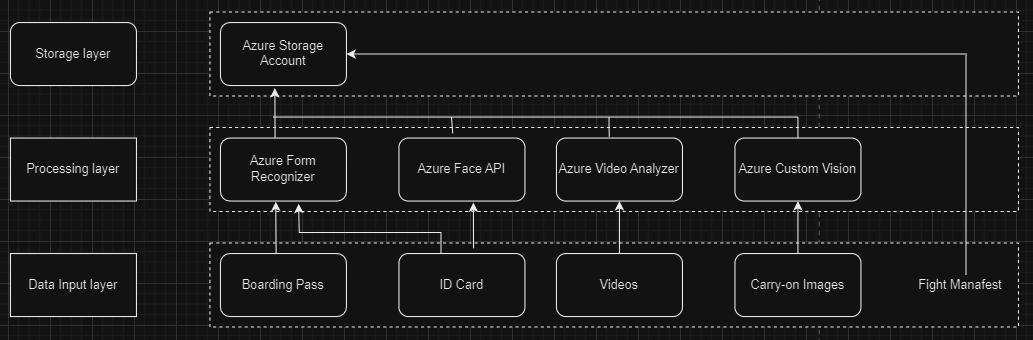 Storage layer
Azure Storage
Account
Processing layer
Azure Form
Recognizer
Azure Face API
Azure Video Analyzer
Azure Custom Vision
Data Input layer
Boarding Pass
ID Card
Videos
Carry-on Images
Fight Manafest